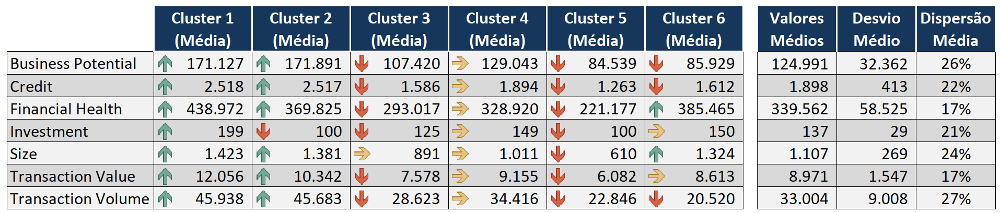 Cluster 1 (Média) Cluster 2 (Média) Cluster 3 (Média) Cluster 4 (Média) Cluster 5 (Média) Cluster 6 (Média) Valores Médios Desvio Médio Dispersão Média
Business Potential 171.127 171.891 107.420 129.043 84.539 85.929 124.991 32.362 26%
Credit 2.518 2.517 1.586 1.894 1.263 1.612 1.898 413 22%
Financial Health 438.972 369.825 293.017 328.920 221.177 385.465 339.562 58.525 17%
Investment 199 100 125 149 100 150 137 29 21%
Size 1.423 1.381 891 1.011 610 1.324 1.107 269 24%
Transaction Value 12.056 10.342 7.578 9.155 6.082 8.613 8.971 1.547 17%
Transaction Volume 45.938 45.683 28.623 34.416 22.846 20.520 33.004 9.008 27%